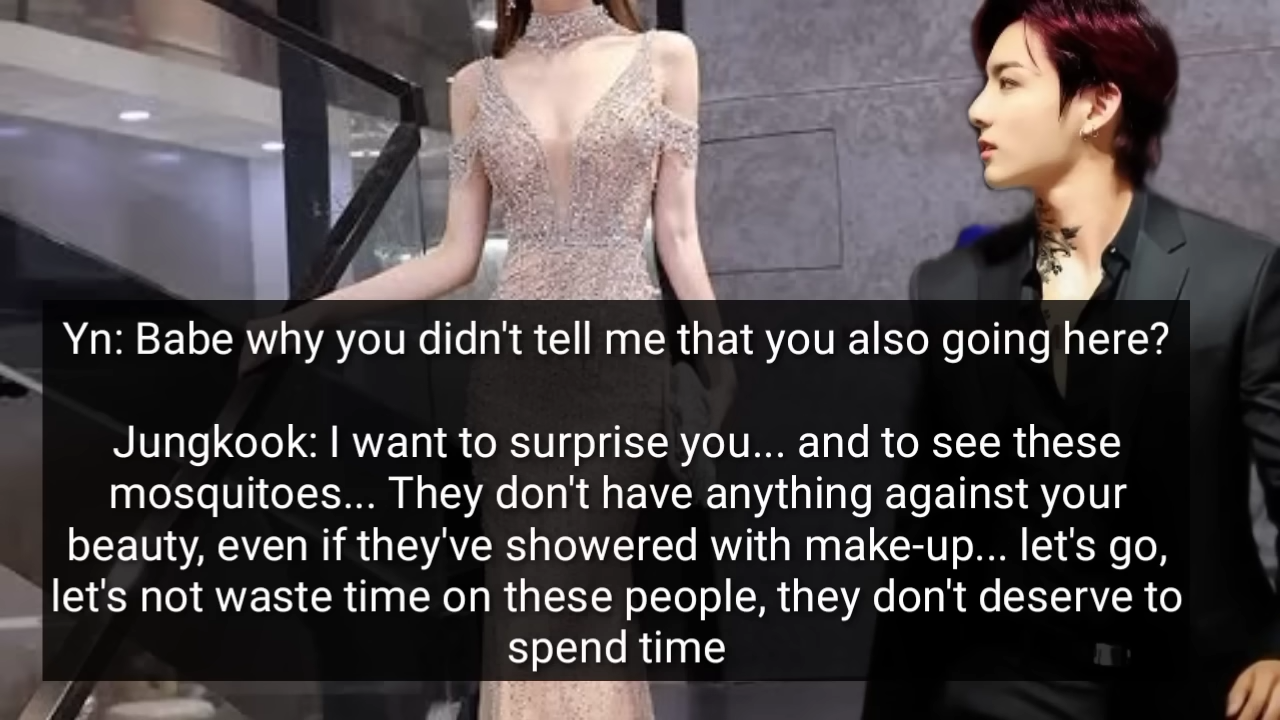 Yn: Babe why you didn't tell me that you also going here?
Jungkook: I want to surprise you... and to see these
mosquitoes... They don't have anything against your
beauty, even if they've showered with make-up... let's go,
let's not waste time on these people, they don't deserve to
spend time